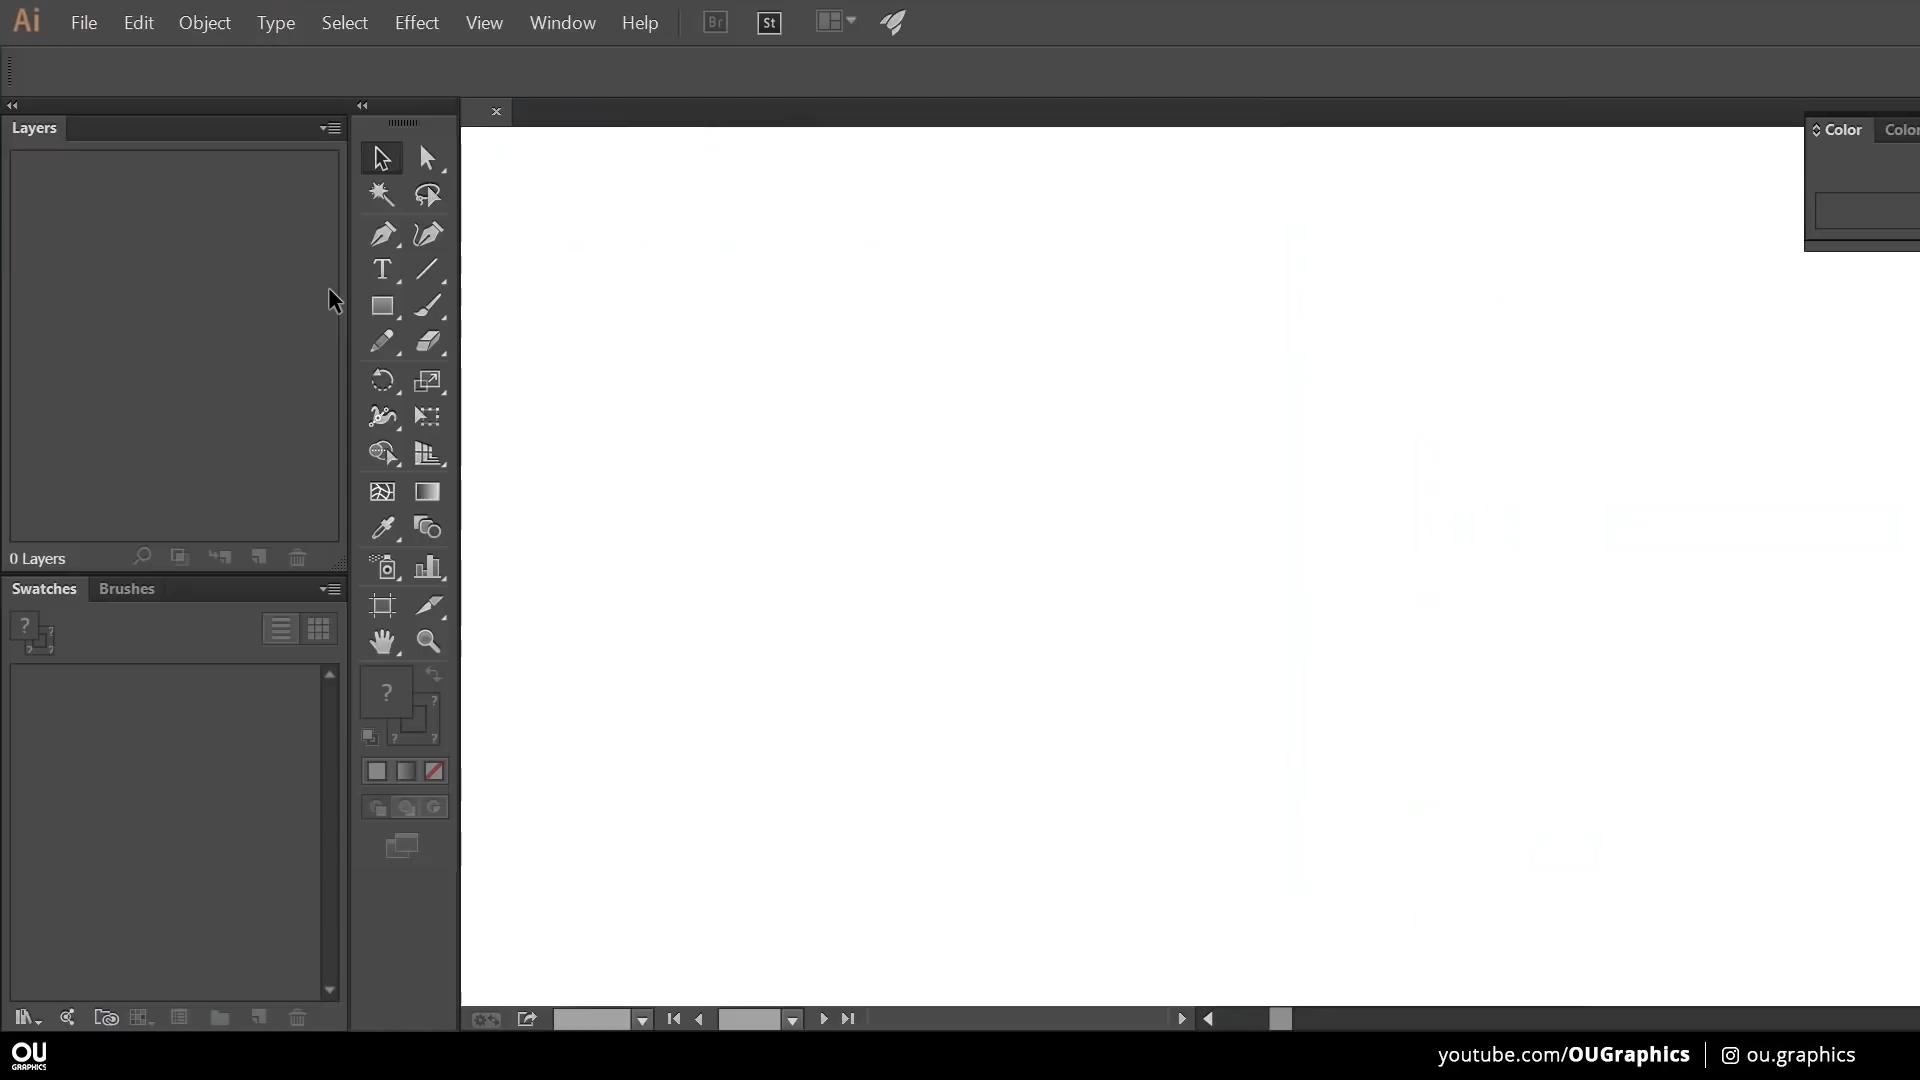 Ai File Edit Object Type Select Effect View Window Help Br St
Layers
Color Color
T
0 Layers
Swatches Brushes
?
?
OU
GRAPHICS
youtube.com/OUGraphics ou.graphics